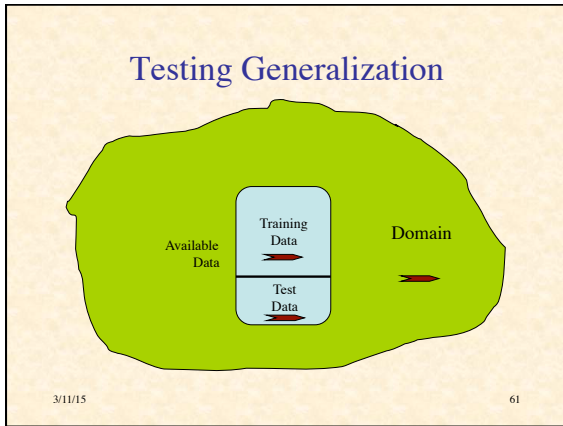 Testing Generalization
Available
Data
Training
Data
Test
Data
Domain
3/11/15
61